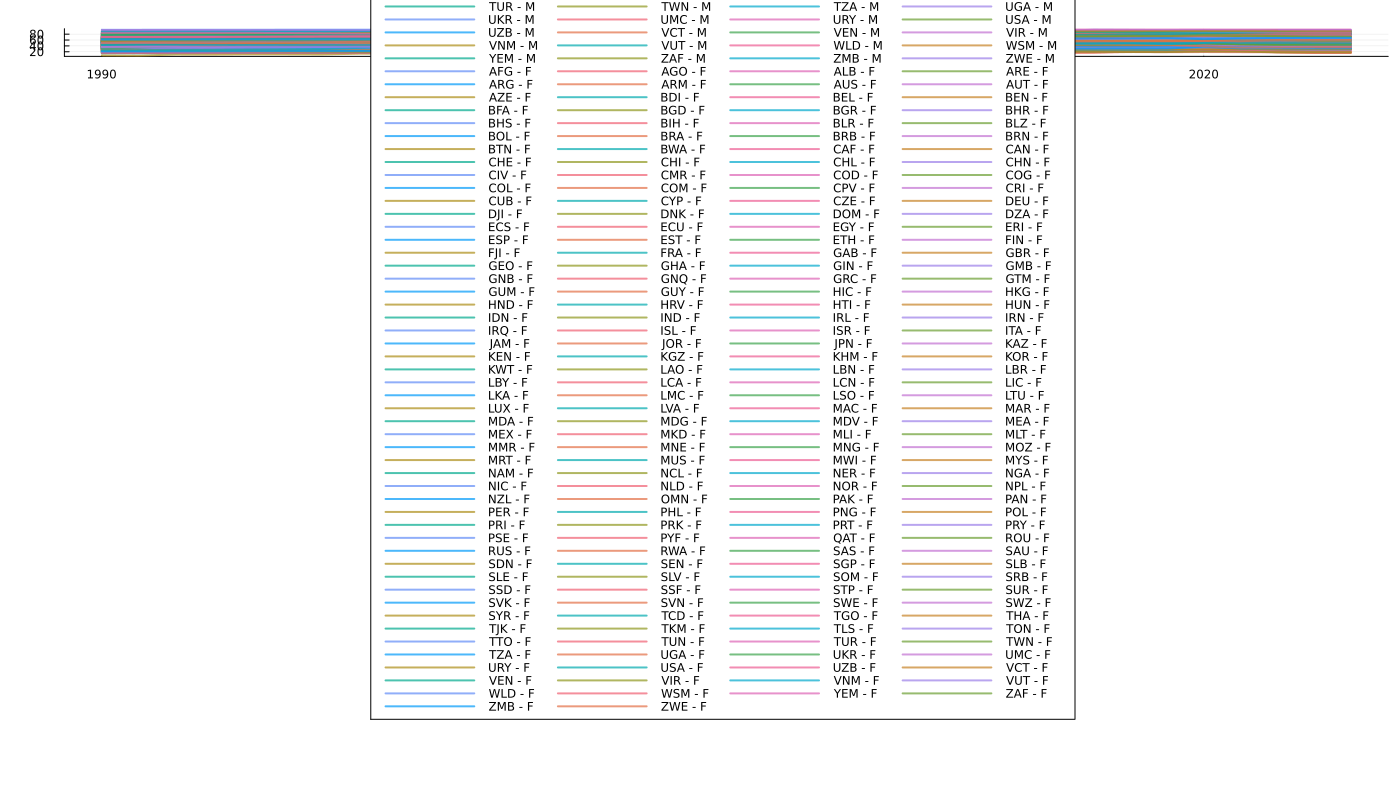 TUR - M TWN - M TZA - M UGA - M
UKR - M UMC - M URY - M USA - M
UZB - M VCT - M VEN - M VIR - M
80
60
40
20
VNM - M VUT - M WLD - M WSM - M
YEM - M ZAF - M ZMB - M ZWE - M
1990
2020
AFG - F AGO - F ALB - F ARE - F
ARG - F ARM - F AUS - F AUT - F
AZE - F BDI - F BEL - F BEN - F
BFA - F BGD - F BGR - F BHR - F
BHS - F BIH - F BLR - F BLZ - F
BOL - F BRA - F BRB - F BRN - F
BTN - F BWA - F CAF - F CAN - F
CHE - F CHI - F CHL - F CHN - F
CIV - F CMR - F COD - F COG - F
COL - F COM - F CPV - F CRI - F
CUB - F CYP - F CZE - F DEU - F
DJI - F DNK - F DOM - F DZA - F
ECS - F ECU - F EGY - F ERI - F
ESP - F EST - F ETH - F FIN - F
FJI - F FRA - F GAB - F GBR - F
GEO - F GHA - F GIN - F GMB - F
GNB - F GNQ - F GRC - F GTM - F
GUM - F GUY - F HIC - F HKG - F
HND - F HRV - F HTI - F HUN - F
IDN - F IND - F IRL - F IRN - F
IRQ - F ISL - F ISR - F ITA - F
JAM - F JOR - F JPN - F KAZ - F
KEN - F KGZ - F KHM - F KOR - F
KWT - F LAO - F LBN - F LBR - F
LBY - F LCA - F LCN - F LIC - F
LKA - F LMC - F LSO - F LTU - F
LUX - F LVA - F MAC - F MAR - F
MDA - F MDG - F MDV - F MEA - F
MEX - F MKD - F MLI - F MLT - F
MMR - F MNE - F MNG - F MOZ - F
MRT - F MUS - F MWI - F MYS - F
NAM - F NCL - F NER - F NGA - F
NIC - F NLD - F NOR - F NPL - F
NZL - F OMN - F PAK - F PAN - F
PER - F PHL - F PNG - F POL - F
PRI - F PRK - F PRT - F PRY - F
PSE - F PYF - F QAT - F ROU - F
RUS - F RWA - F SAS - F SAU - F
SDN - F SEN - F SGP - F SLB - F
SLE - F SLV - F SOM - F SRB - F
SSD - F SSF - F STP - F SUR - F
SVK - F SVN - F SWE - F SWZ - F
SYR - F TCD - F TGO - F THA - F
TJK - F TKM - F TLS - F TON - F
TTO - F TUN - F TUR - F TWN - F
TZA - F UGA - F UKR - F UMC - F
URY - F USA - F UZB - F VCT - F
VEN - F VIR - F VNM - F VUT - F
WLD - F WSM - F YEM - F ZAF - F
ZMB - F ZWE - F